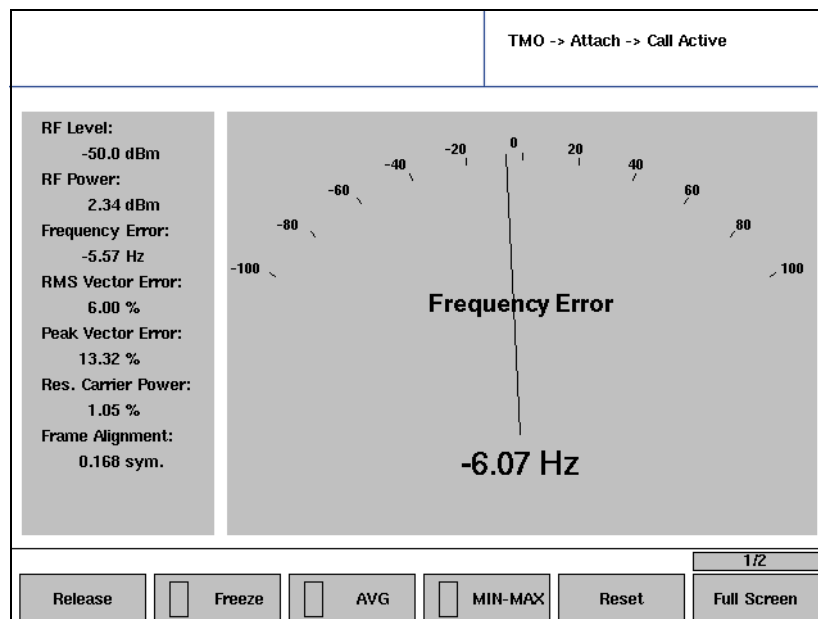 TMO -> Attach -> Call Active
RF Level:
-50.0 dBm
RF Power:
2.34 dBm
Frequency Error:
-5.57 Hz
RMS Vector Error:
6.00 %
Peak Vector Error:
13.32 %
Res. Carrier Power:
1.05 %
Frame Alignment:
0.168 sym.
-100
-80
-60
-40
-20
0
20
40
60
80
100
Frequency Error
-6.07 Hz
1/2
Release
Freeze
AVG
MIN-MAX
Reset
Full Screen